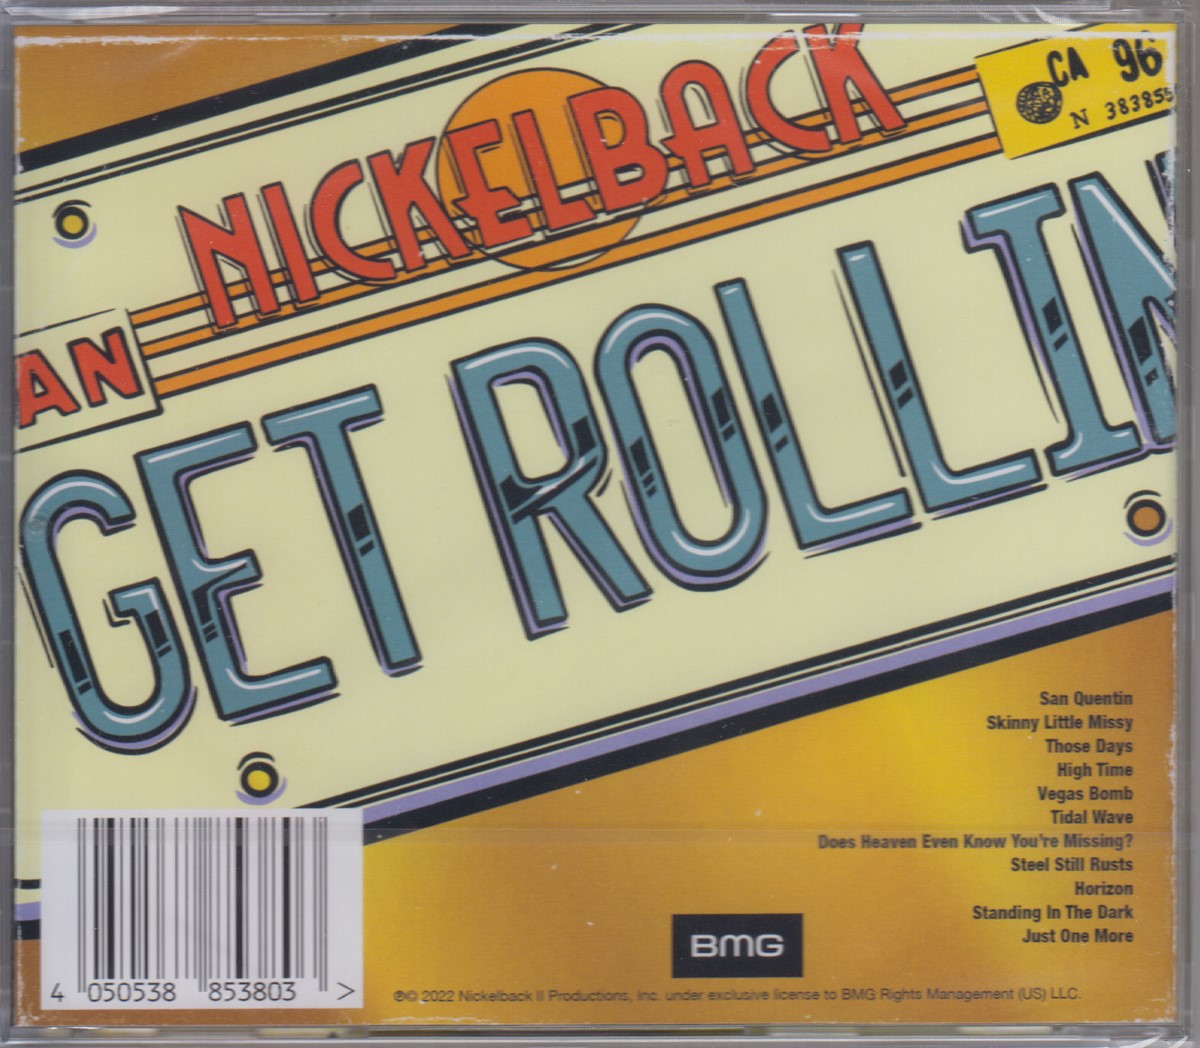 NICKELBACK
CA 96
N 383855
AN
GET ROLLIN
San Quentin
Skinny Little Missy
Those Days
High Time
Vegas Bomb
Tidal Wave
Does Heaven Even Know You're Missing?
Steel Still Rusts
Horizon
Standing In The Dark
Just One More
BMG
4 050538 853803 >
℗© 2022 Nickelback II Productions, Inc. under exclusive license to BMG Rights Management (US) LLC.